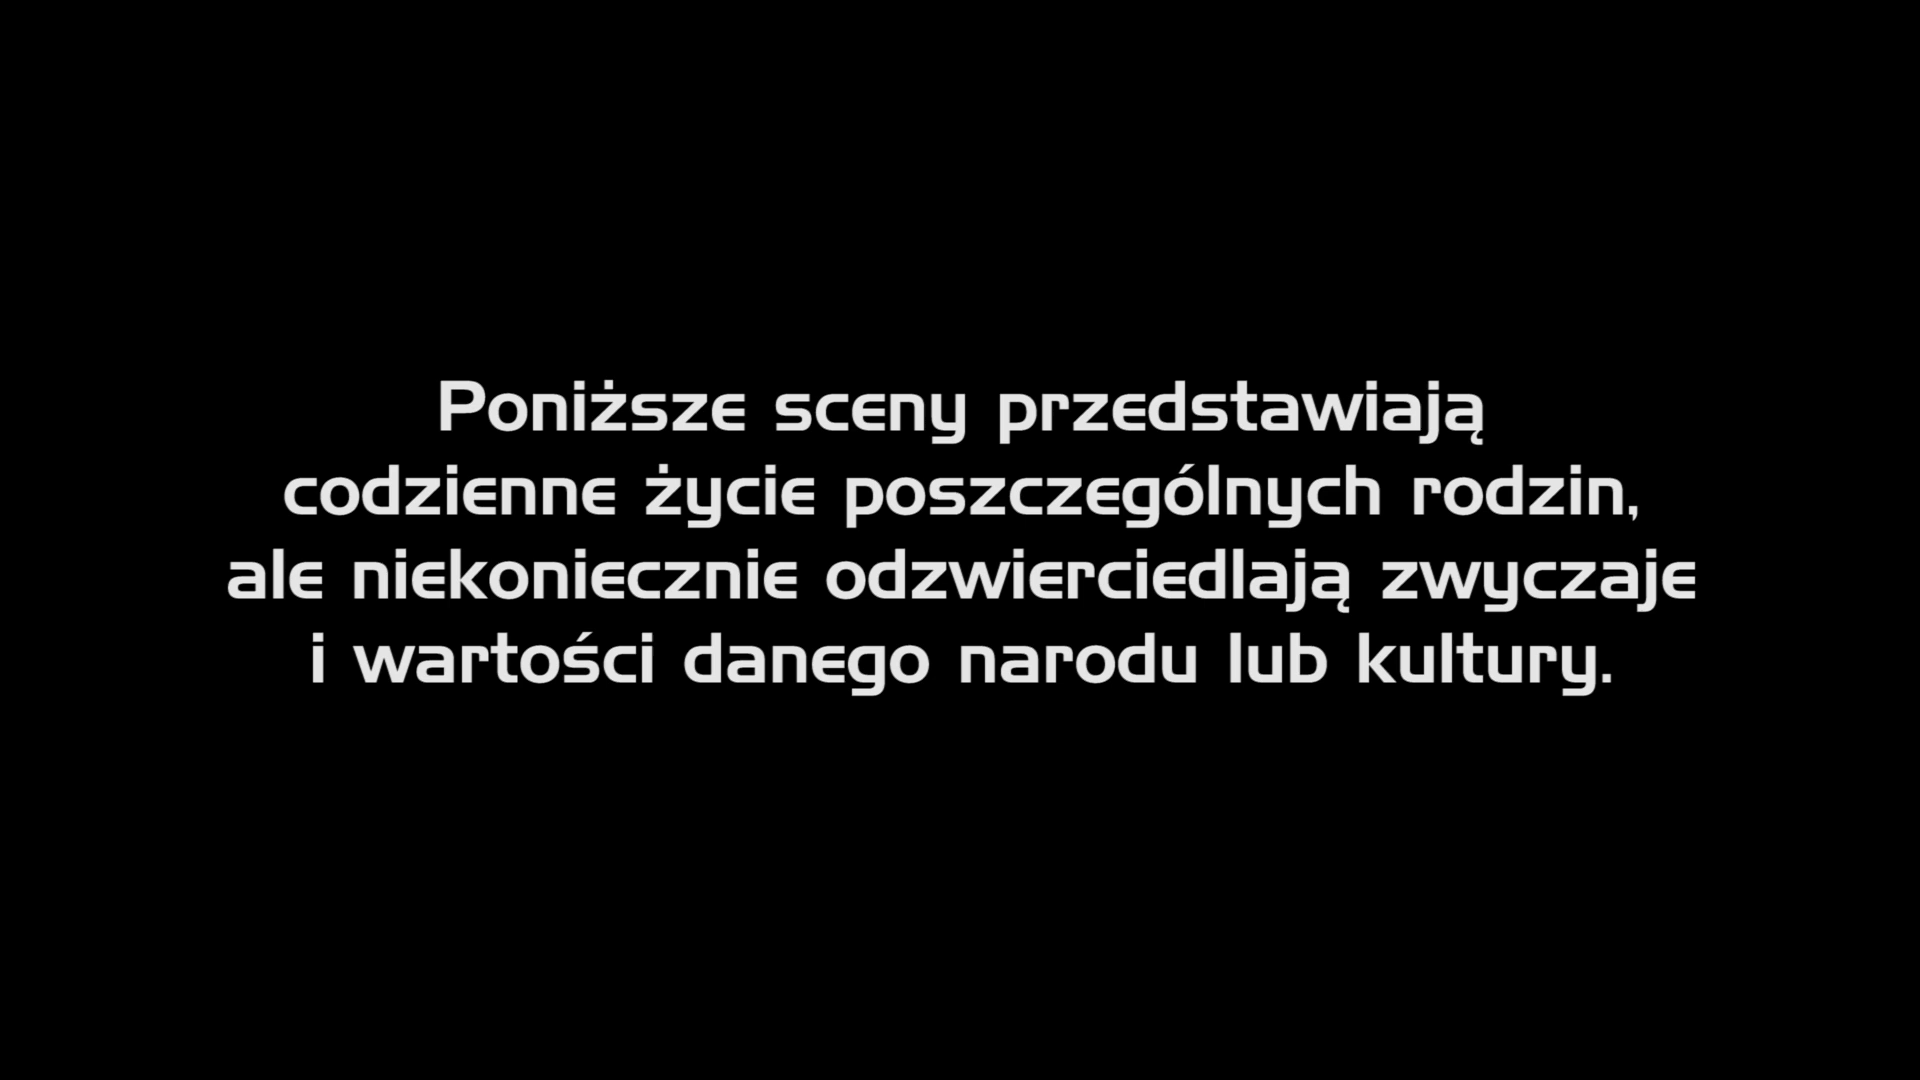 Poniższe sceny przedstawiają
codzienne życie poszczególnych rodzin,
ale niekoniecznie odzwierciedlają zwyczaje
i wartości danego narodu lub kultury.